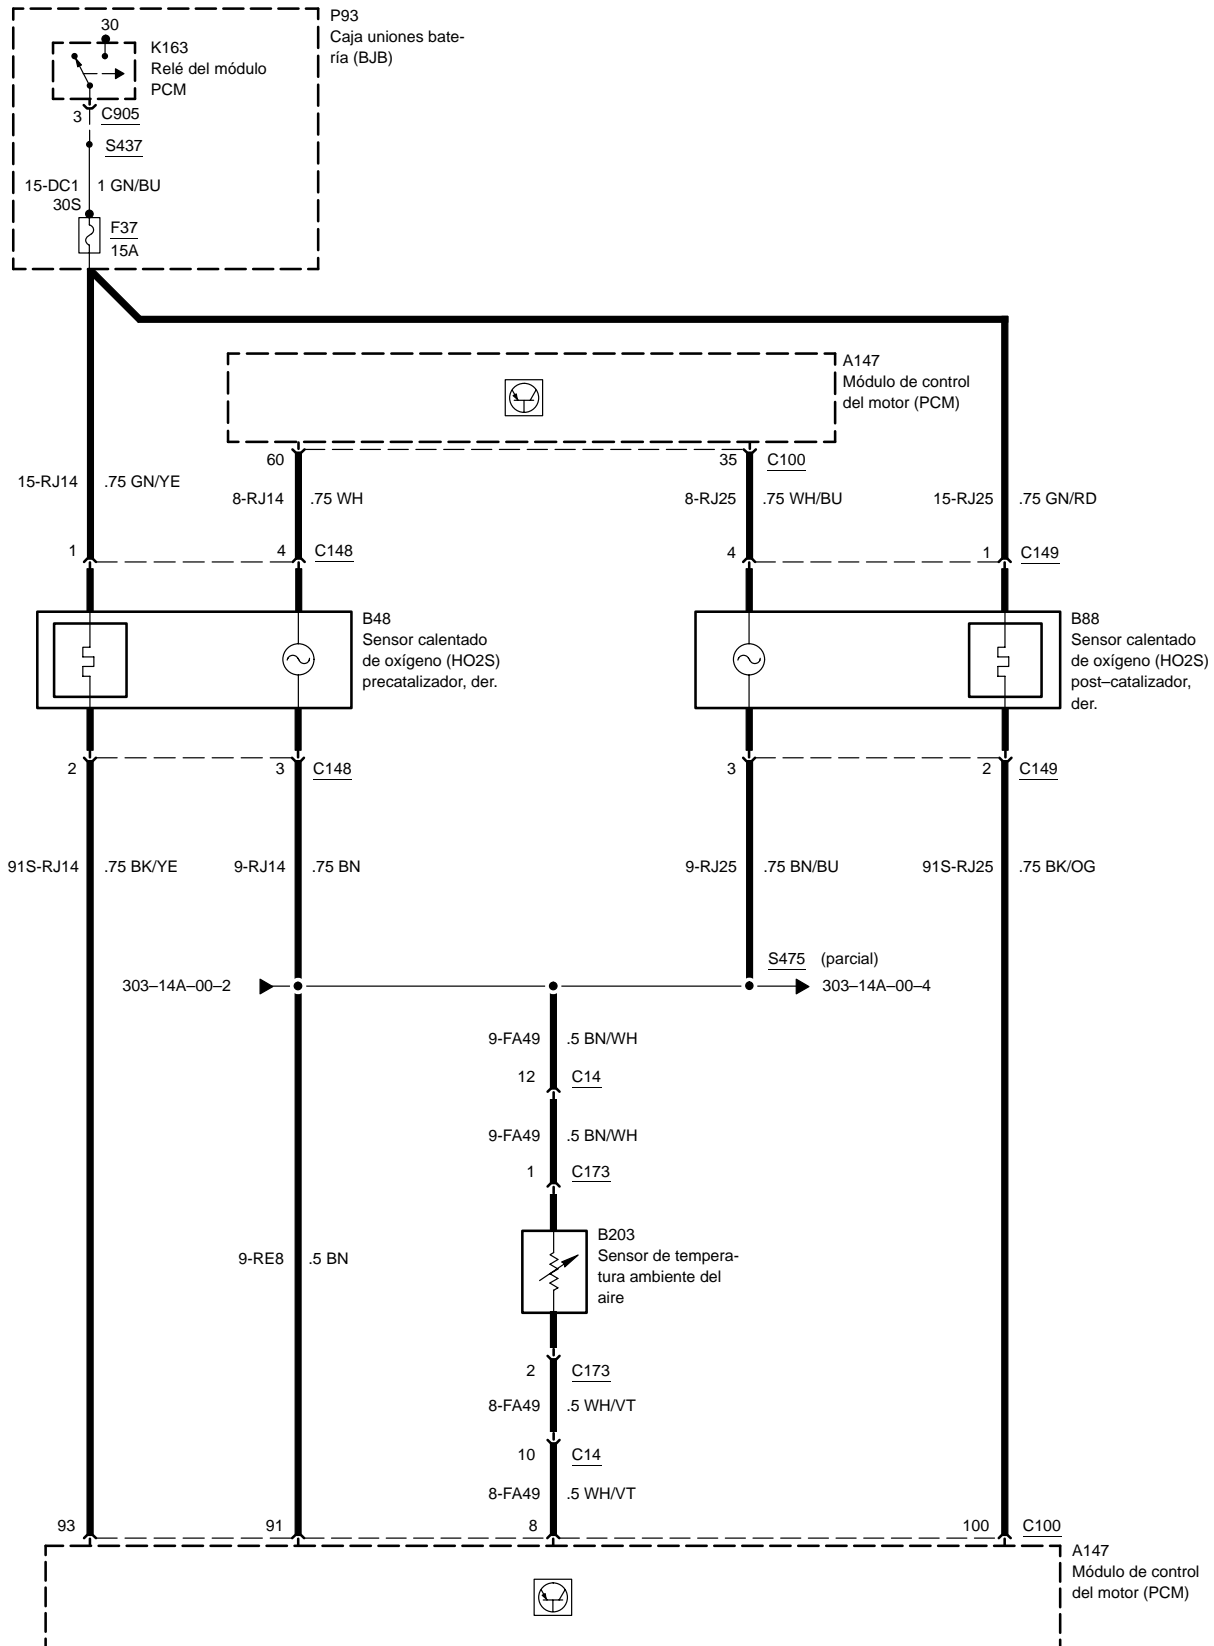 P93
Caja uniones bate-
ría (BJB)
30
K163
Relé del módulo
PCM
3 C905
S437
15-DC1 1 GN/BU
30S
F37
15A
A147
Módulo de control
del motor (PCM)
60 35 C100
15-RJ14 .75 GN/YE
8-RJ14 .75 WH 8-RJ25 .75 WH/BU 15-RJ25 .75 GN/RD
1 4 C148 4 1 C149
B48
Sensor calentado
de oxígeno (HO2S)
precatalizador, der.
B88
Sensor calentado
de oxígeno (HO2S)
post–catalizador,
der.
2 3 C148 3 2 C149
91S-RJ14 .75 BK/YE 9-RJ14 .75 BN 9-RJ25 .75 BN/BU 91S-RJ25 .75 BK/OG
S475 (parcial)
303–14A–00–2 303–14A–00–4
9-FA49 .5 BN/WH
12 C14
9-FA49 .5 BN/WH
1 C173
B203
Sensor de tempera-
tura ambiente del
aire
9-RE8 .5 BN
2 C173
8-FA49 .5 WH/VT
10 C14
8-FA49 .5 WH/VT
93 91 8 100 C100
A147
Módulo de control
del motor (PCM)